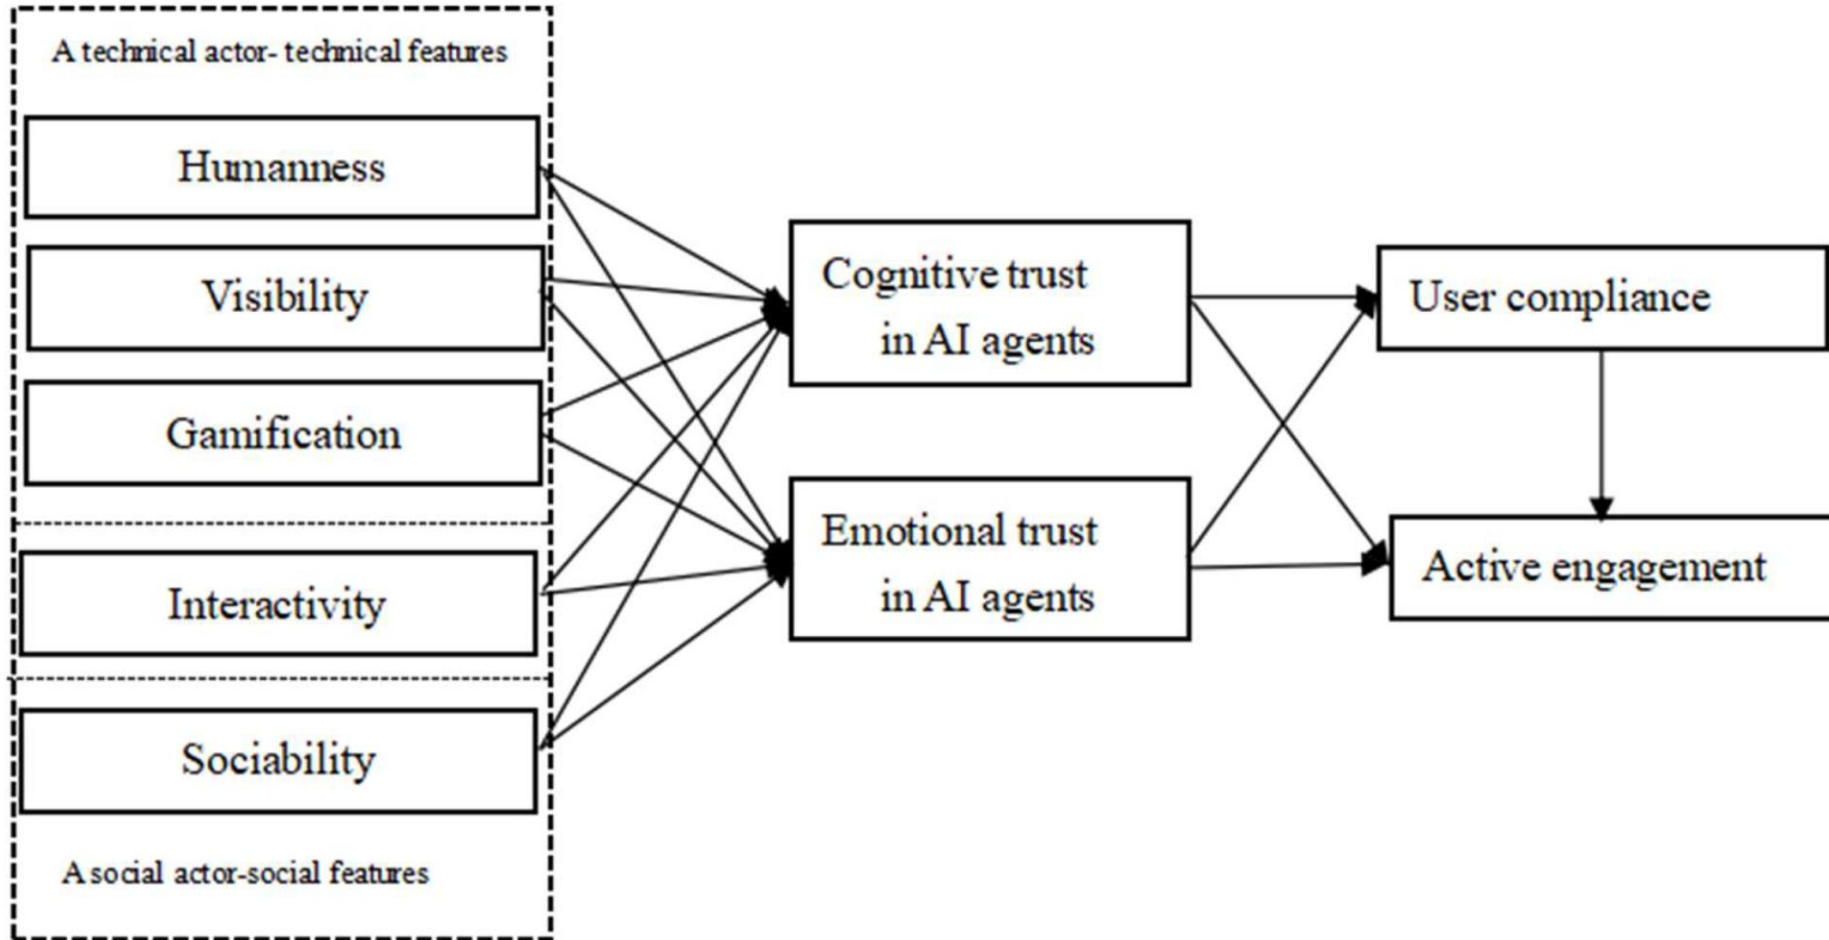 A technical actor- technical features
Humanness
Visibility
Gamification
Interactivity
Sociability
A social actor-social features
Cognitive trust
in AI agents
Emotional trust
in AI agents
User compliance
Active engagement